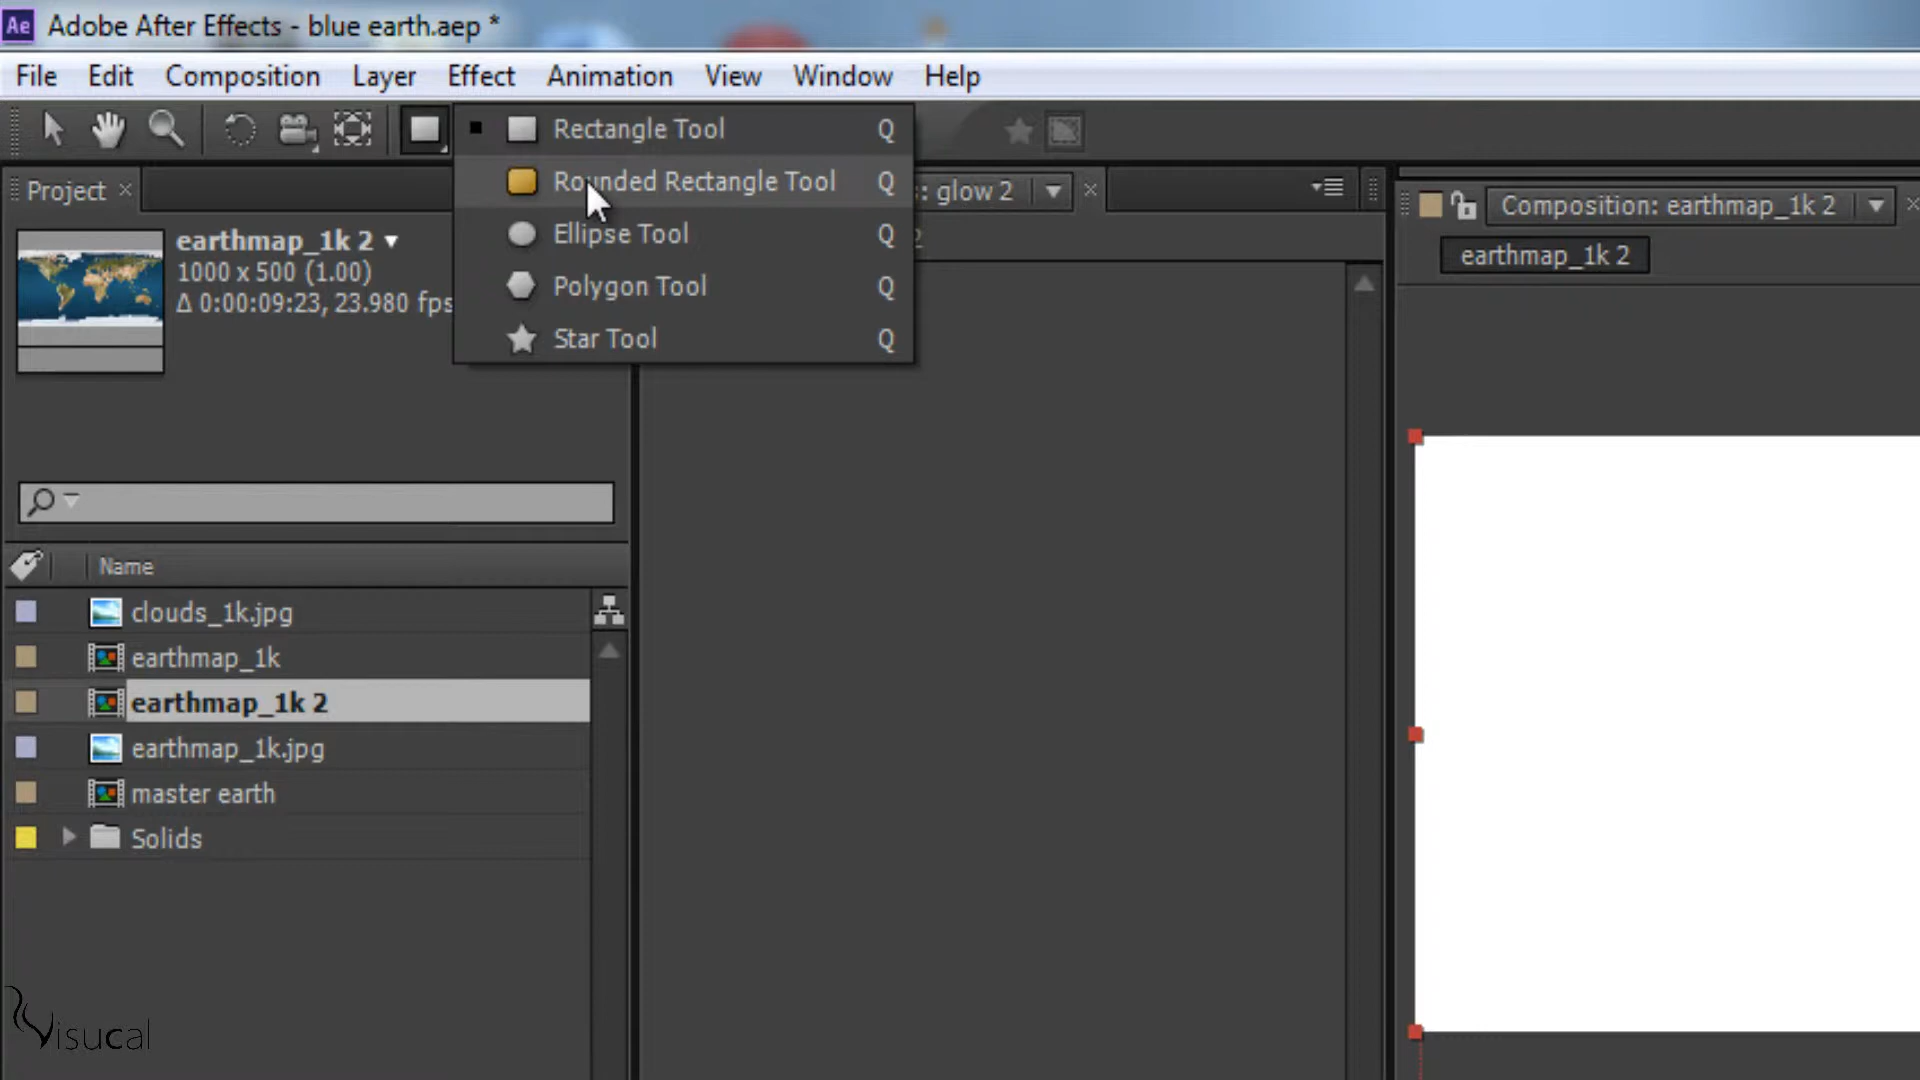 Ae Adobe After Effects - blue earth.aep *
File Edit Composition Layer Effect Animation View Window Help
Rectangle Tool Q
Rounded Rectangle Tool Q
Ellipse Tool Q
Polygon Tool Q
Star Tool Q
Project
: glow 2
2
Composition: earthmap_1k 2
earthmap_1k 2
earthmap_1k 2
1000 x 500 (1.00)
Δ 0:00:09:23, 23.980 fps
Name
clouds_1k.jpg
earthmap_1k
earthmap_1k 2
earthmap_1k.jpg
master earth
Solids
Visucal